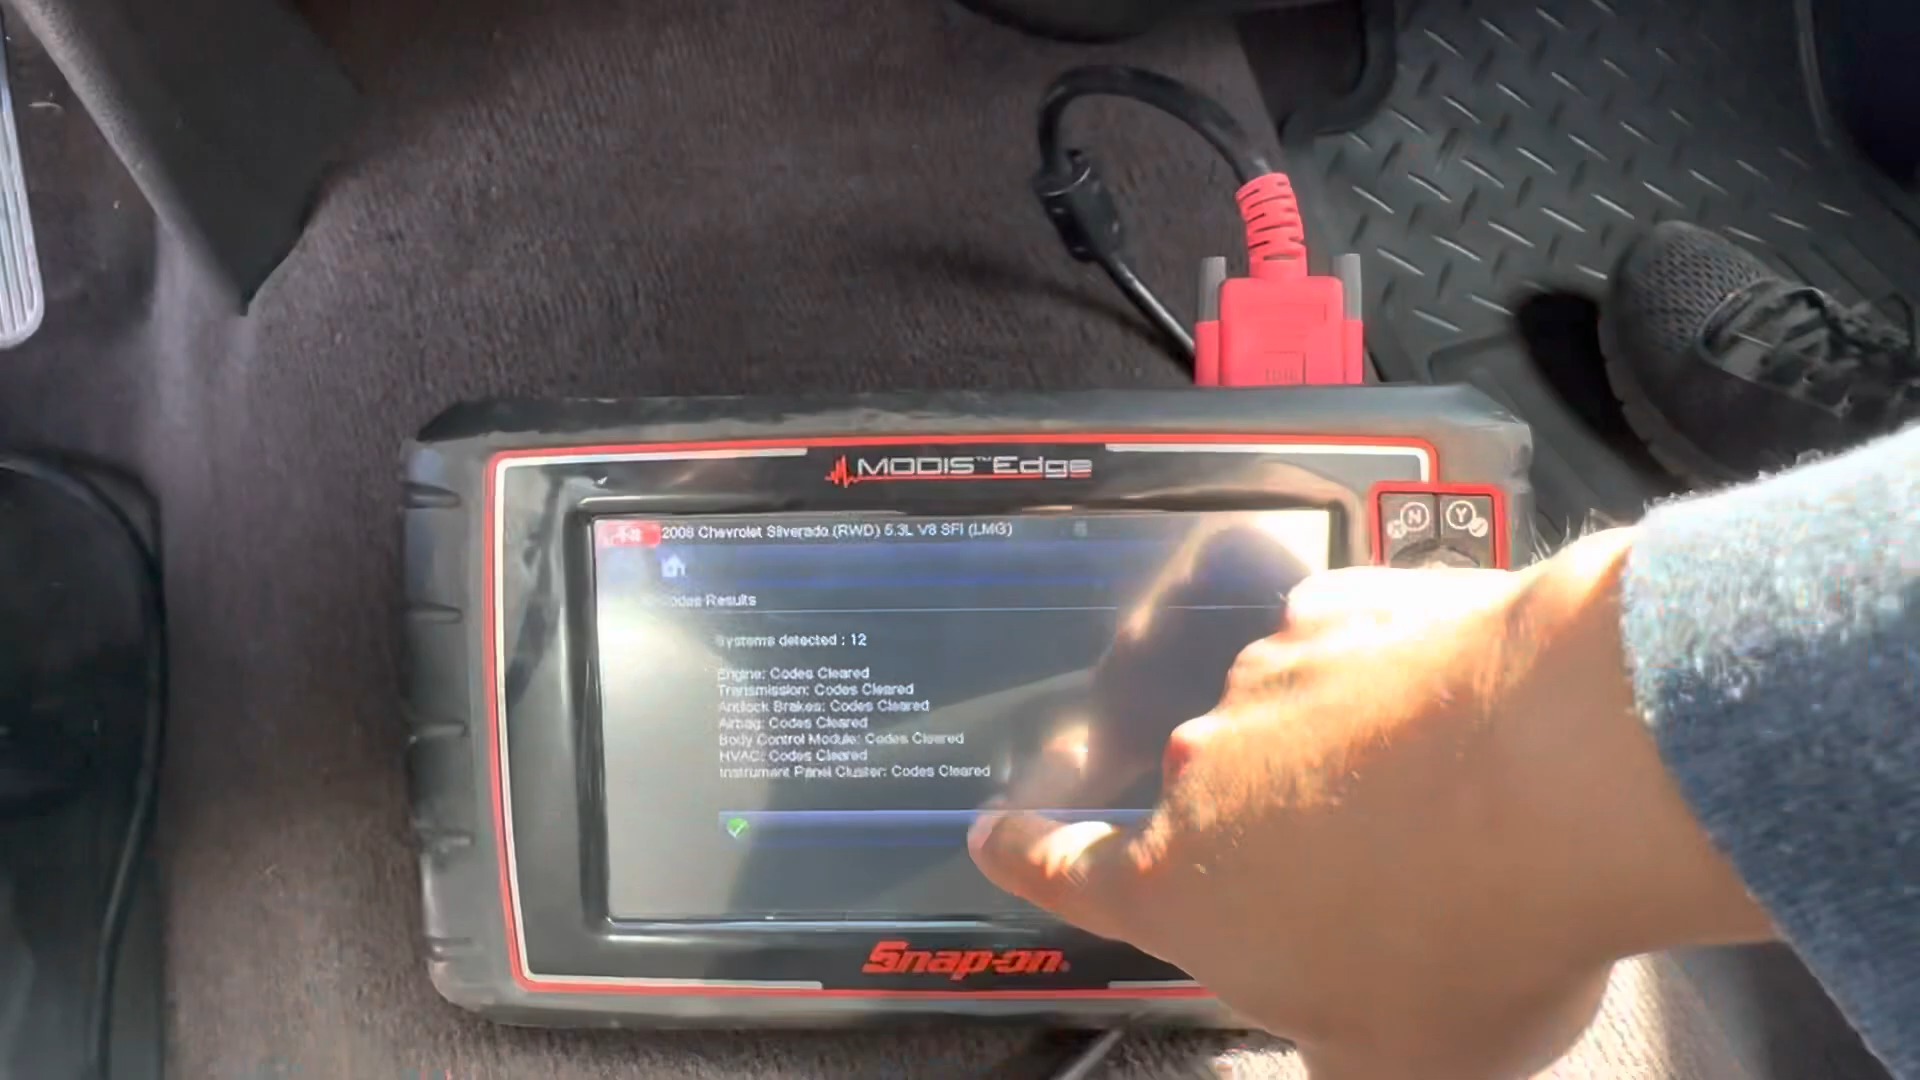 MODIS™ Edge
2008 Chevrolet Silverado (RWD) 5.3L V8 SFI (LMG)
Codes Results
Systems detected : 12
Engine: Codes Cleared
Transmission: Codes Cleared
Antilock Brakes: Codes Cleared
Airbag: Codes Cleared
Body Control Module: Codes Cleared
HVAC: Codes Cleared
Instrument Panel Cluster: Codes Cleared
N
Y
Snap-on